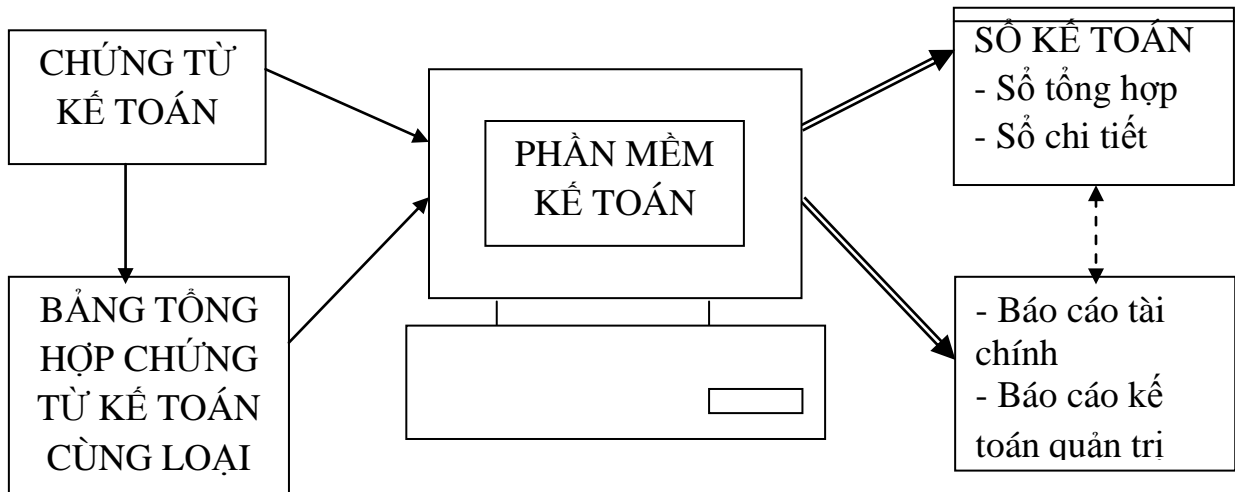 CHỨNG TỪ
KẾ TOÁN
BẢNG TỔNG
HỢP CHỨNG
TỪ KẾ TOÁN
CÙNG LOẠI
PHẦN MỀM
KẾ TOÁN
SỔ KẾ TOÁN
- Sổ tổng hợp
- Sổ chi tiết
- Báo cáo tài
chính
- Báo cáo kế
toán quản trị